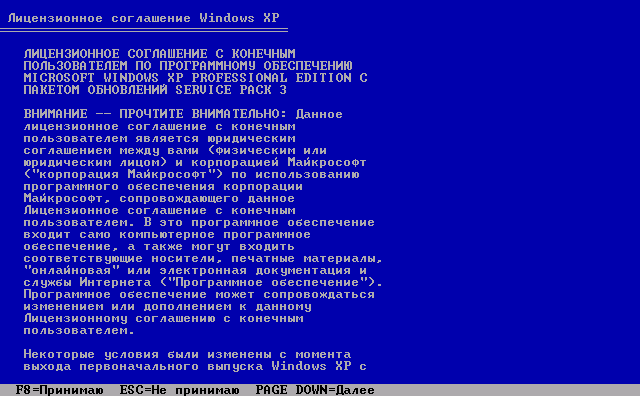 Лицензионное соглашение Windows XP
ЛИЦЕНЗИОННОЕ СОГЛАШЕНИЕ С КОНЕЧНЫМ
ПОЛЬЗОВАТЕЛЕМ ПО ПРОГРАММНОМУ ОБЕСПЕЧЕНИЮ
MICROSOFT WINDOWS XP PROFESSIONAL EDITION С
ПАКЕТОМ ОБНОВЛЕНИЙ SERVICE PACK 3
ВНИМАНИЕ -- ПРОЧТИТЕ ВНИМАТЕЛЬНО: Данное
лицензионное соглашение с конечным
пользователем является юридическим
соглашением между вами (физическим или
юридическим лицом) и корпорацией Майкрософт
("корпорация Майкрософт") по использованию
программного обеспечения корпорации
Майкрософт, сопровождающего данное
Лицензионное соглашение с конечным
пользователем. В это программное обеспечение
входит само компьютерное программное
обеспечение, а также могут входить
соответствующие носители, печатные материалы,
"онлайновая" или электронная документация и
службы Интернета ("Программное обеспечение").
Программное обеспечение может сопровождаться
изменением или дополнением к данному
Лицензионному соглашению с конечным
пользователем.
Некоторые условия были изменены с момента
выхода первоначального выпуска Windows XP с
F8=Принимаю ESC=Не принимаю PAGE DOWN=Далее